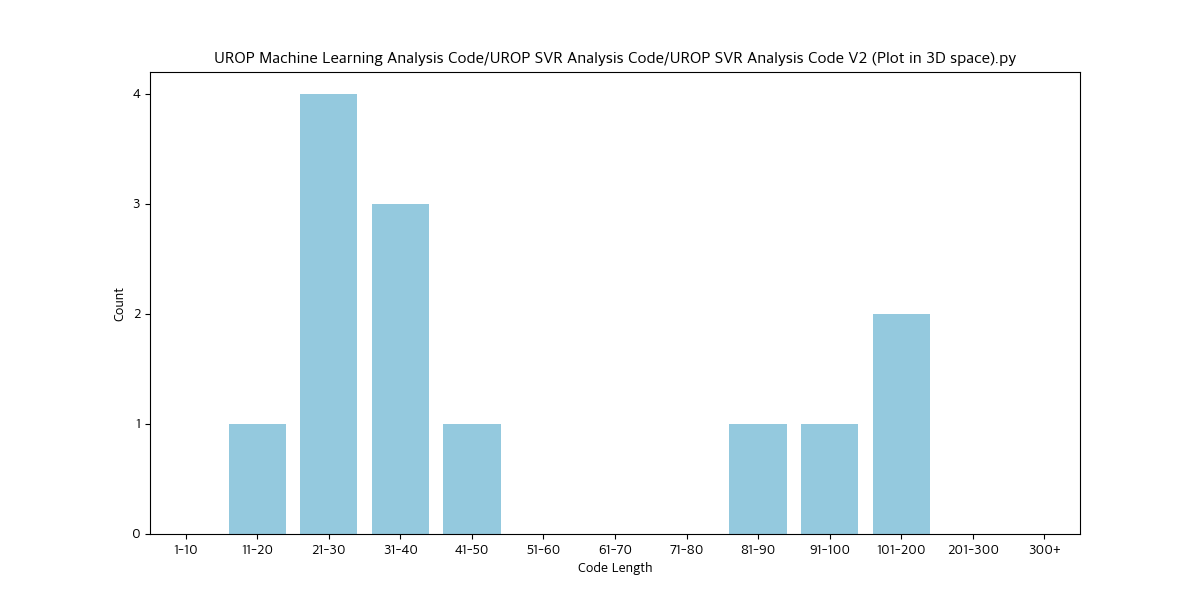 UROP Machine Learning Analysis Code/UROP SVR Analysis Code/UROP SVR Analysis Code V2 (Plot in 3D space).py
4
3
2
1
0
Count
1-10 11-20 21-30 31-40 41-50 51-60 61-70 71-80 81-90 91-100 101-200 201-300 300+
Code Length